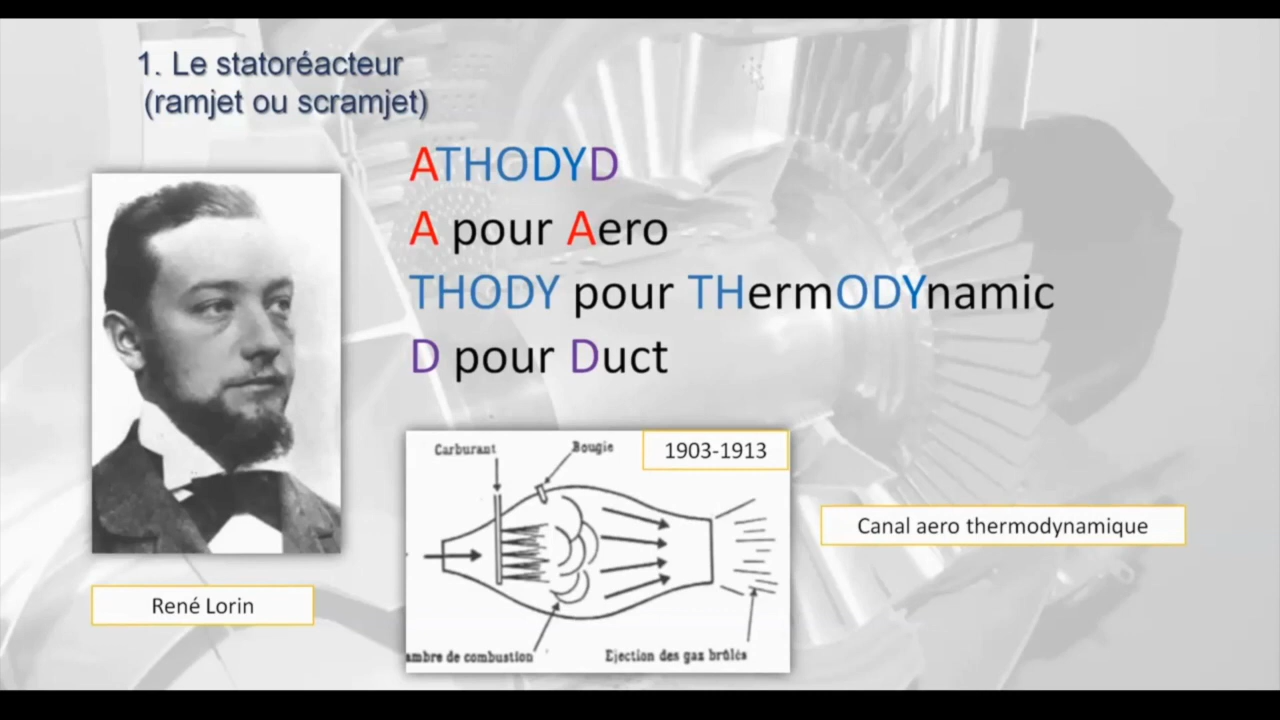 1. Le statoréacteur
(ramjet ou scramjet)
ATHODYD
A pour Aero
THODY pour THermODYnamic
D pour Duct
Carburant
Bougie
1903-1913
Canal aero thermodynamique
René Lorin
ambre de combustion
Ejection des gaz brûlés